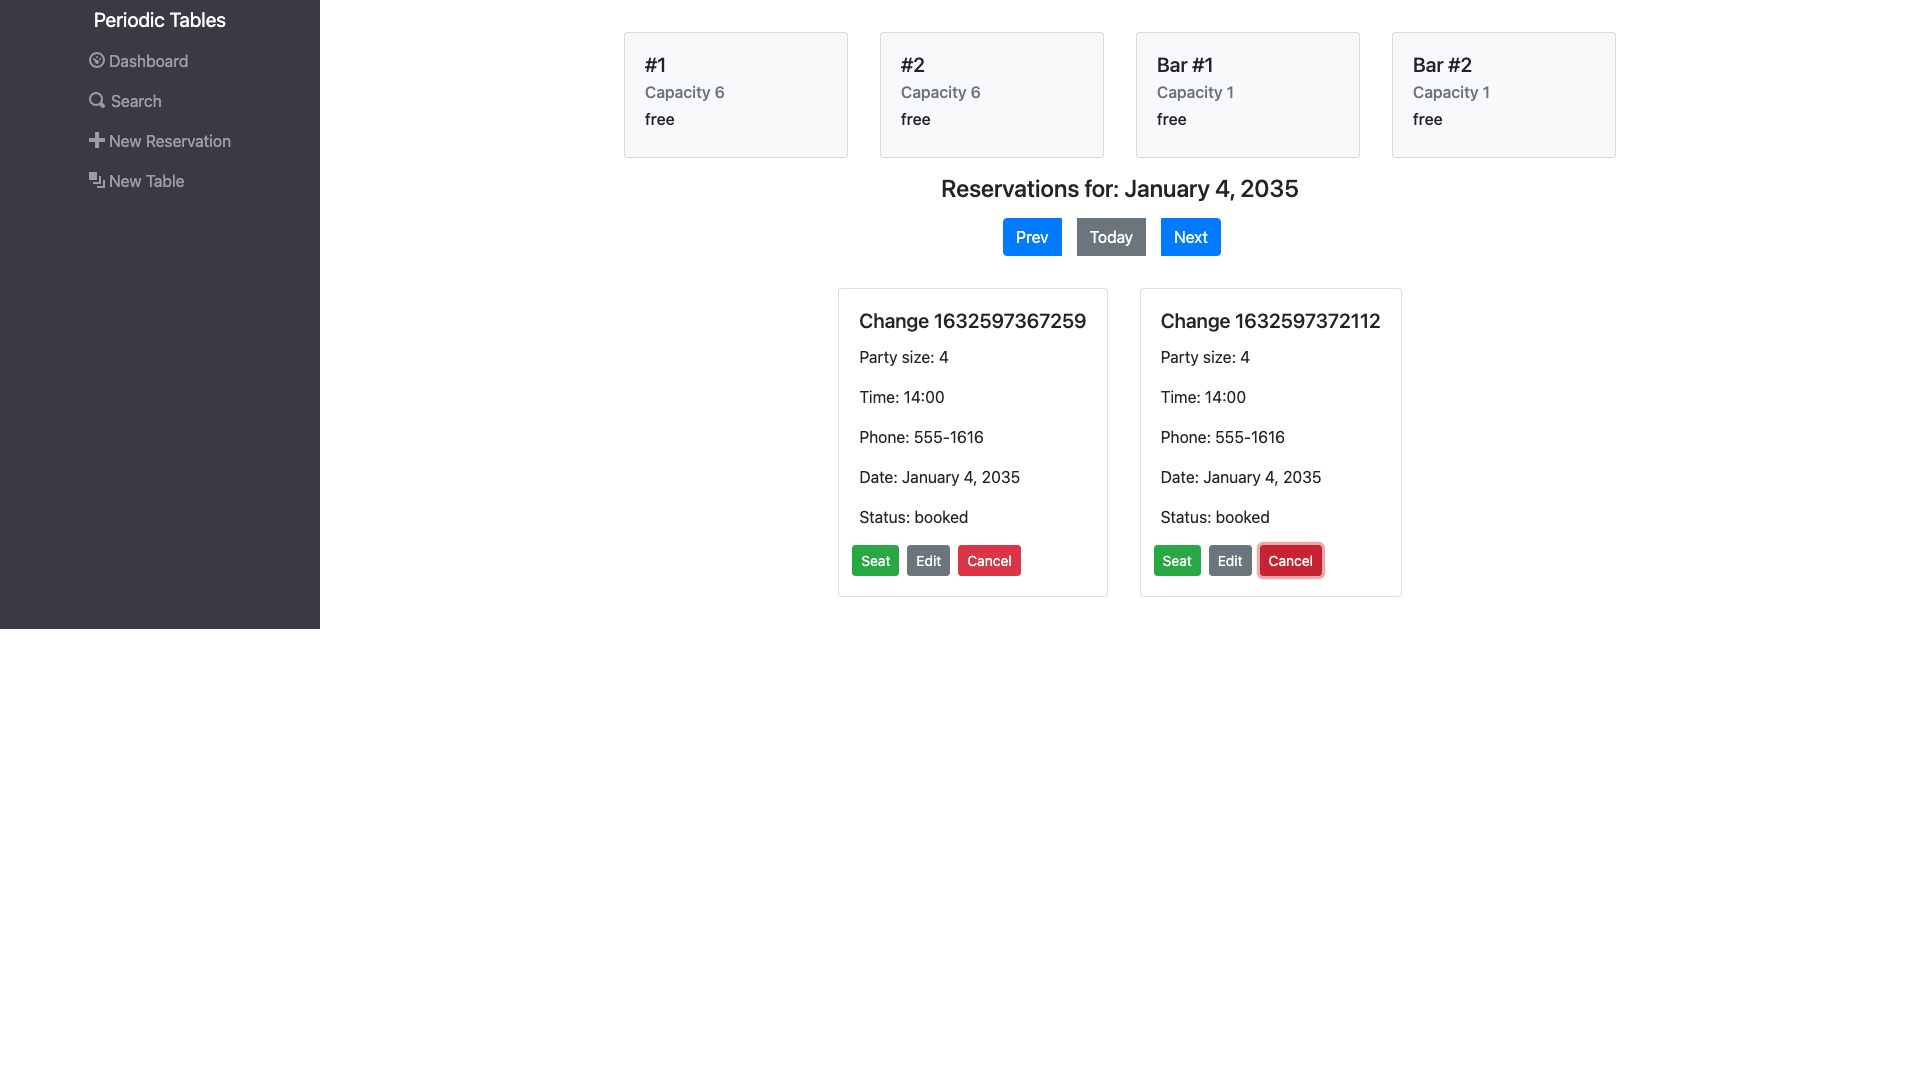 Periodic Tables
Dashboard
Search
New Reservation
New Table
#1
Capacity 6
free
#2
Capacity 6
free
Bar #1
Capacity 1
free
Bar #2
Capacity 1
free
Reservations for: January 4, 2035
Prev
Today
Next
Change 1632597367259
Party size: 4
Time: 14:00
Phone: 555-1616
Date: January 4, 2035
Status: booked
Seat
Edit
Cancel
Change 1632597372112
Party size: 4
Time: 14:00
Phone: 555-1616
Date: January 4, 2035
Status: booked
Seat
Edit
Cancel